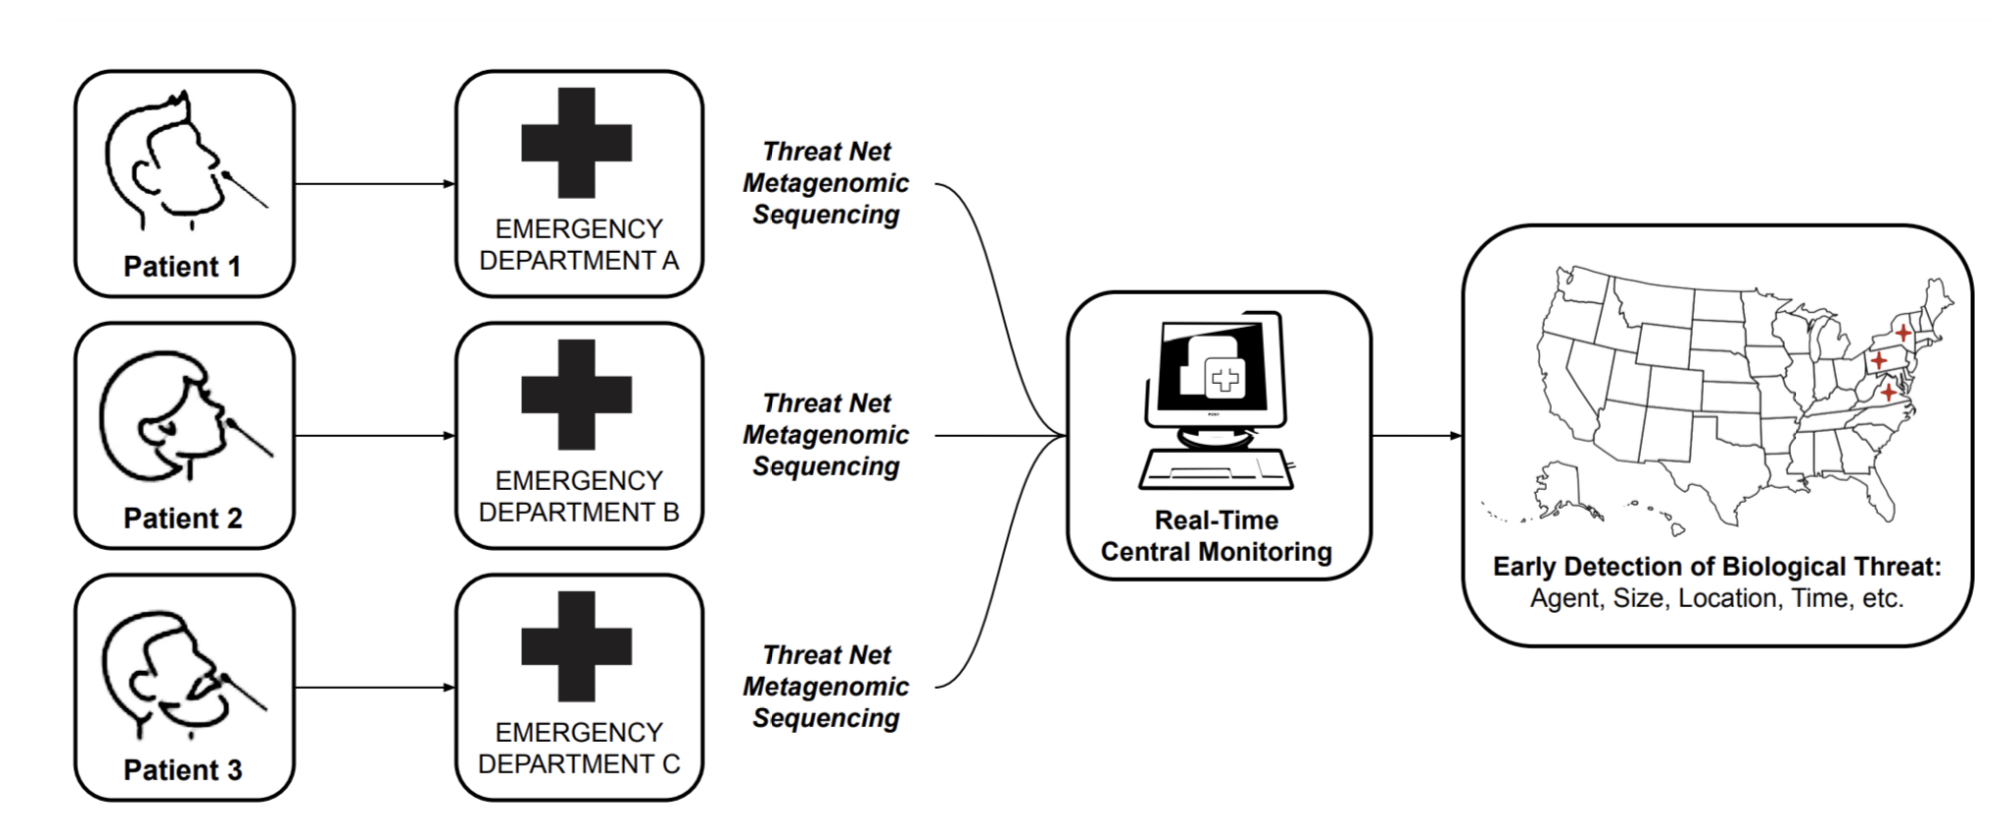 Patient 1
EMERGENCY
DEPARTMENT A
Threat Net
Metagenomic
Sequencing
Patient 2
EMERGENCY
DEPARTMENT B
Threat Net
Metagenomic
Sequencing
Patient 3
EMERGENCY
DEPARTMENT C
Threat Net
Metagenomic
Sequencing
Real-Time
Central Monitoring
Early Detection of Biological Threat:
Agent, Size, Location, Time, etc.